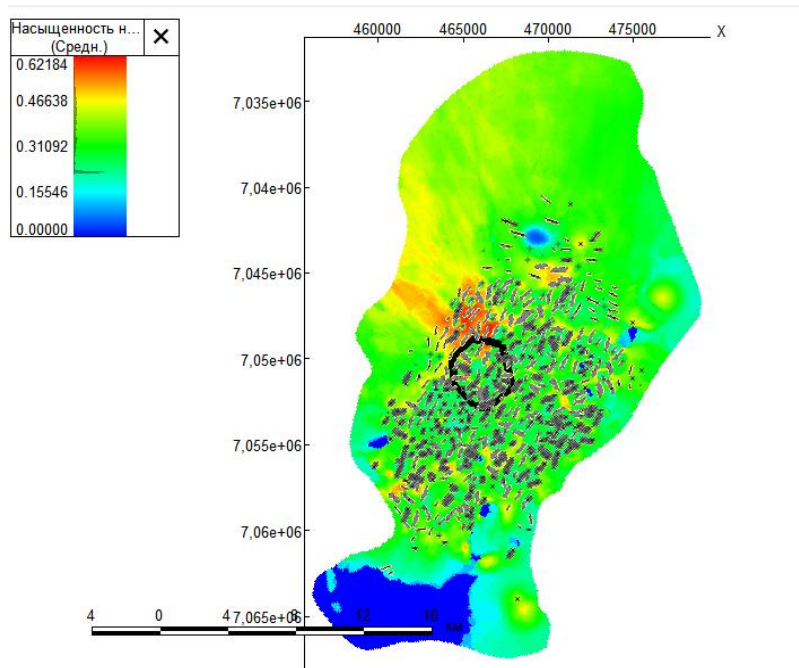 Насыщенность н...
(Средн.)
0.62184
0.46638
0.31092
0.15546
0.00000
460000 465000 470000 475000 X
7,035e+06
7,04e+06
7,045e+06
7,05e+06
7,055e+06
7,06e+06
7,065e+06
4 0 4 8 12 16 км